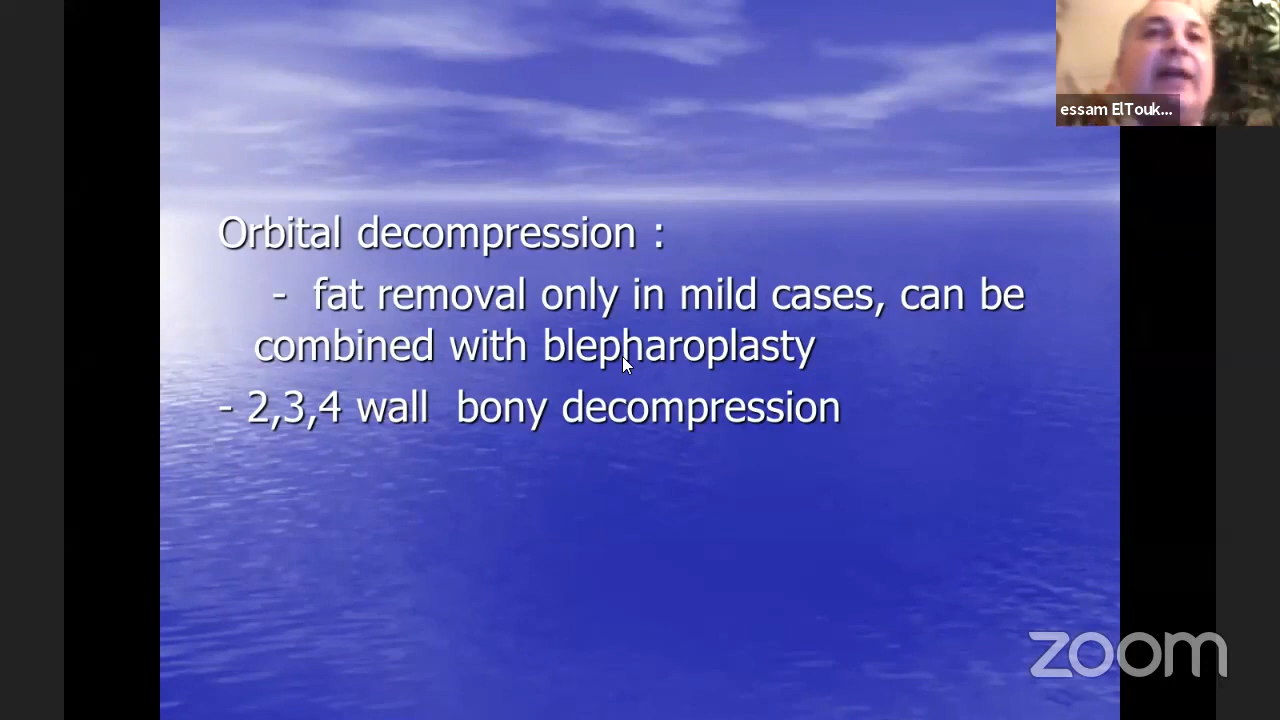 essam ElTouk...
Orbital decompression :
- fat removal only in mild cases, can be
combined with blepharoplasty
- 2,3,4 wall bony decompression
zoom